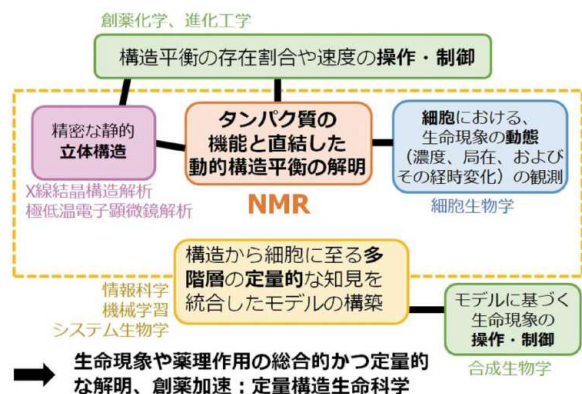 創薬化学、進化工学
構造平衡の存在割合や速度の操作・制御
精密な静的
立体構造
X線結晶構造解析
極低温電子顕微鏡解析
タンパク質の
機能と直結した
動的構造平衡の解明
NMR
細胞における、
生命現象の動態
(濃度、局在、および
その経時変化)の観測
細胞生物学
構造から細胞に至る多
階層の定量的な知見を
統合したモデルの構築
情報科学
機械学習
システム生物学
モデルに基づく
生命現象の
操作・制御
合成生物学
生命現象や薬理作用の総合的かつ定量的
な解明、創薬加速：定量構造生命科学